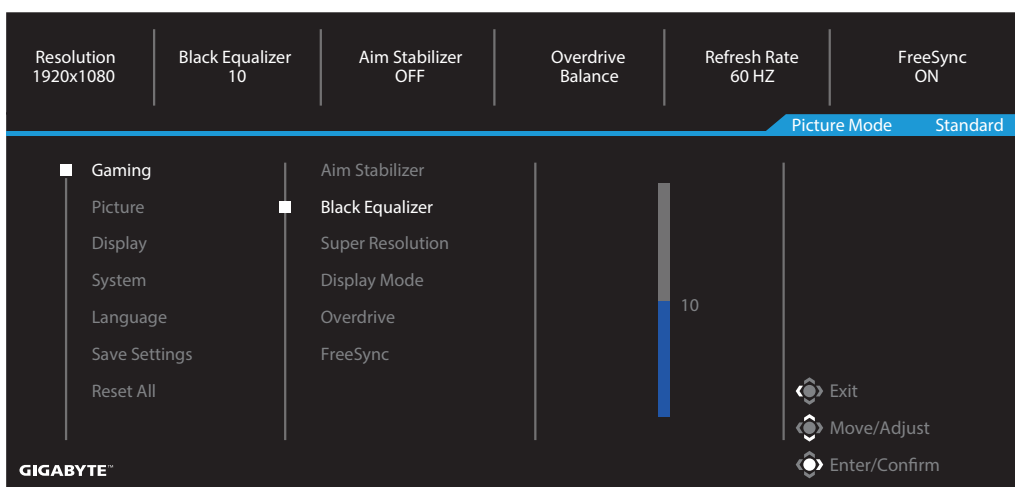 Resolution
1920x1080
Black Equalizer
10
Aim Stabilizer
OFF
Overdrive
Balance
Refresh Rate
60 HZ
FreeSync
ON
Picture Mode Standard
Gaming
Picture
Display
System
Language
Save Settings
Reset All
Aim Stabilizer
Black Equalizer
Super Resolution
Display Mode
Overdrive
FreeSync
10
Exit
Move/Adjust
Enter/Confirm
GIGABYTE™